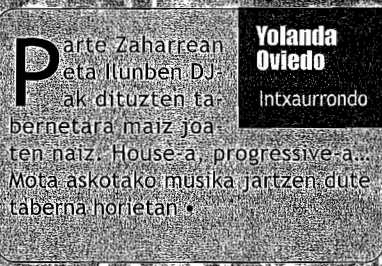 Yolanda
Oviedo
Intxaurrondo
Parte Zaharrean
eta Ilunben DJ-
ak dituzten ta-
bernetara maiz joa-
ten naiz. House-a, progressive-a...
Mota askotako musika jartzen dute
taberna horietan •